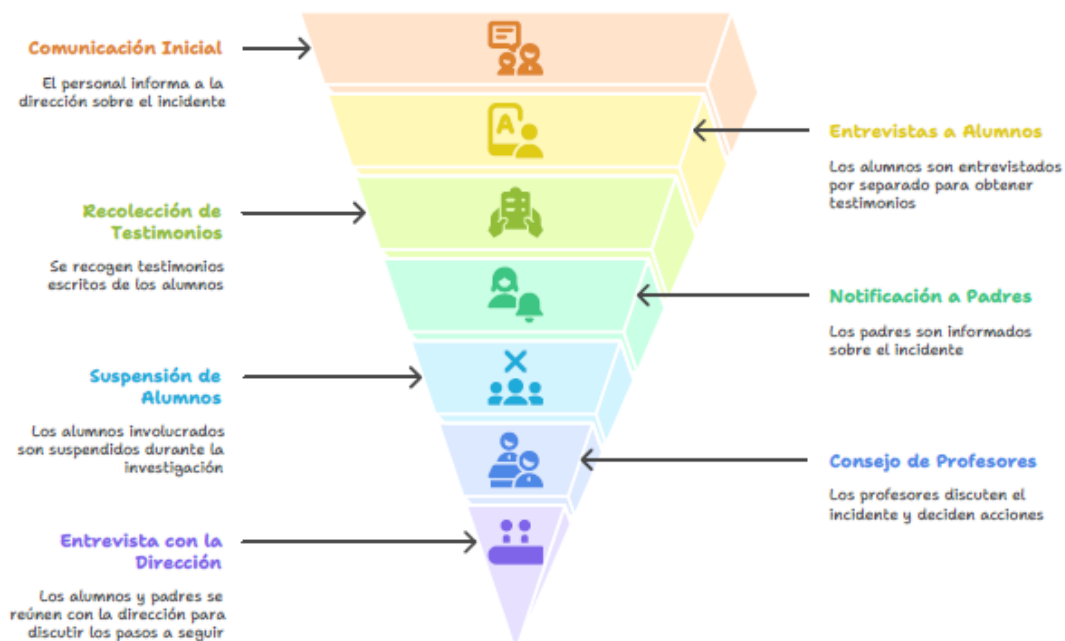 Comunicación Inicial
El personal informa a la
dirección sobre el incidente
A
Entrevistas a Alumnos
Los alumnos son entrevistados
por separado para obtener
testimonios
Recolección de
Testimonios
Se recogen testimonios
escritos de los alumnos
Notificación a Padres
Los padres son informados
sobre el incidente
Suspensión de
Alumnos
Los alumnos involucrados
son suspendidos durante la
investigación
Consejo de Profesores
Los profesores discuten el
incidente y deciden acciones
Entrevista con la
Dirección
Los alumnos y padres se
reúnen con la dirección para
discutir los pasos a seguir